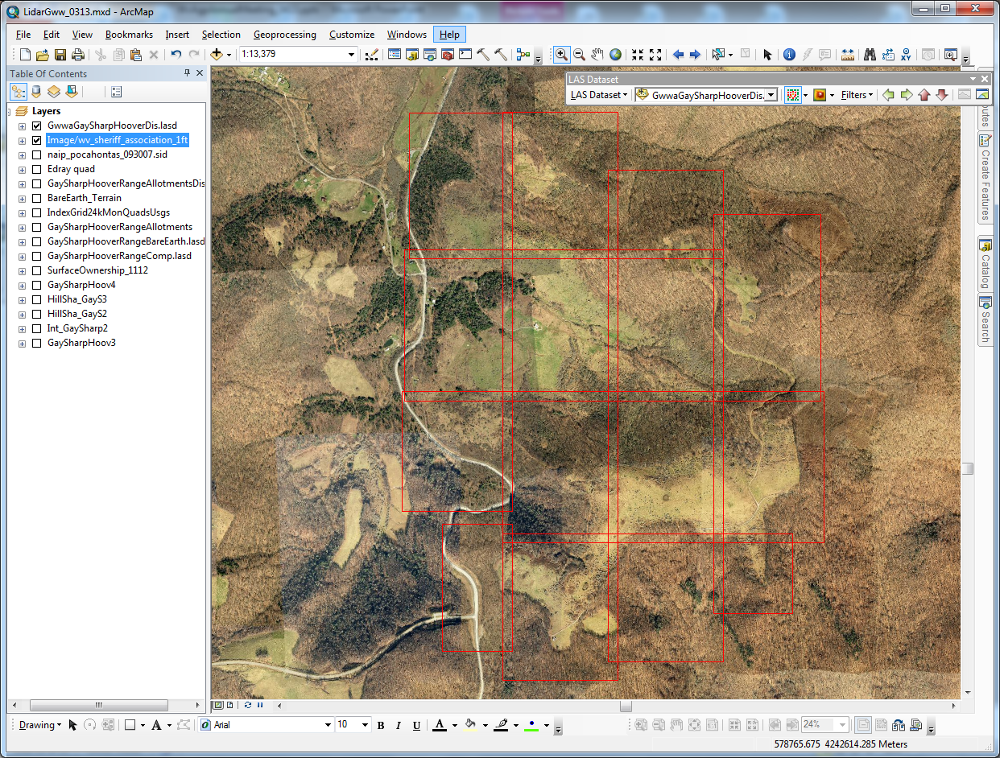 LidarGww_0313.mxd - ArcMap
File Edit View Bookmarks Insert Selection Geoprocessing Customize Windows Help
1:13,379
Table Of Contents
LAS Dataset
LAS Dataset GwwaGaySharpHooverDis. Filters
Layers
GwwaGaySharpHooverDis.lasd
Image/wv_sheriff_association_1ft
naip_pocahontas_093007.sid
Edray quad
GaySharpHooverRangeAllotmentsDis
BareEarth_Terrain
IndexGrid24kMonQuadsUsgs
GaySharpHooverRangeAllotments
GaySharpHooverRangeBareEarth.lasd
GaySharpHooverRangeComp.lasd
SurfaceOwnership_1112
GaySharpHoov4
HillSha_GayS3
HillSha_GayS2
Int_GaySharp2
GaySharpHoov3
butes
Create Features
Catalog
Search
Drawing A Arial 10 B I U A 24%
578765.675 4242614.285 Meters